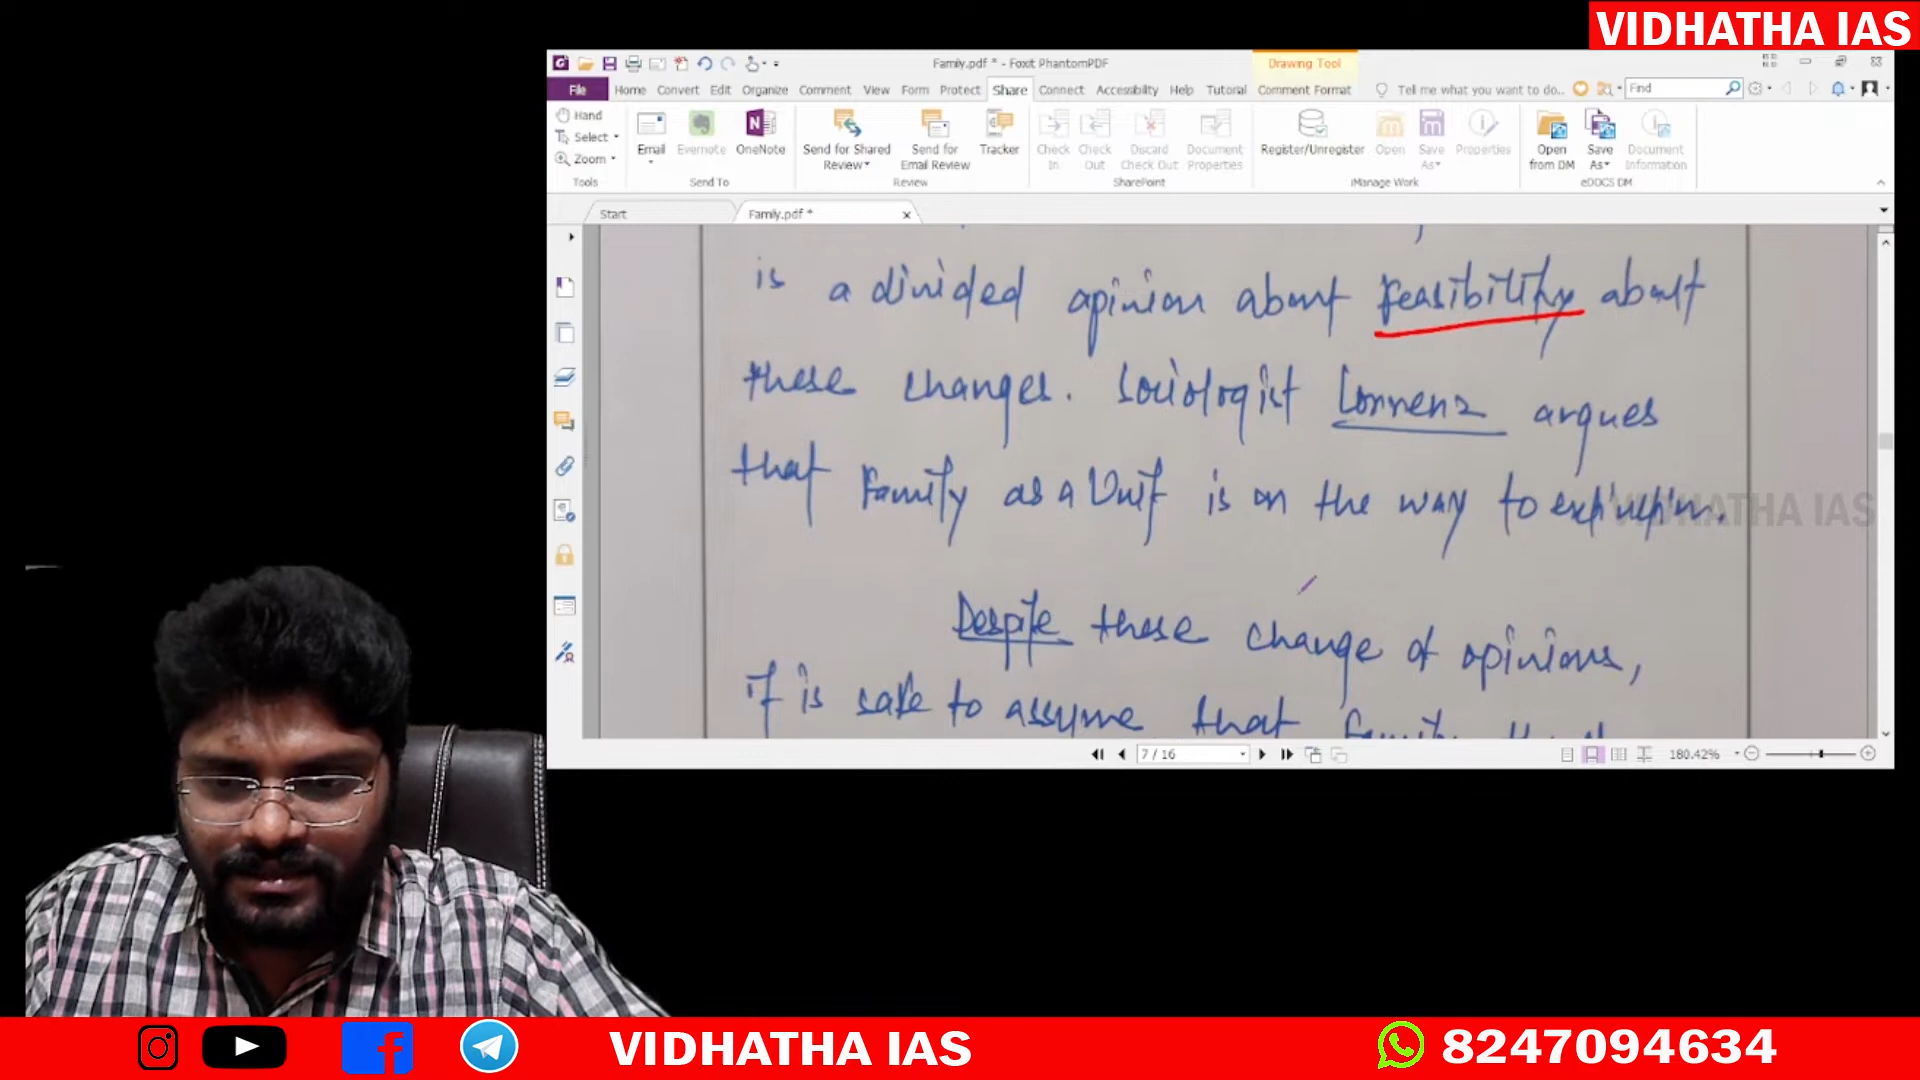 VIDHATHA IAS
Family.pdf * - Foxit PhantomPDF
Drawing Tool
File Home Convert Edit Organize Comment View Form Protect Share Connect Accessibility Help Tutorial Comment Format Tell me what you want to do.. Find
Hand
Select
Zoom
Tools
Email Evernote OneNote
Send To
Send for Shared Review Send for Email Review Tracker
Review
Check In Check Out Discard Check Out Document Properties
SharePoint
Register/Unregister Open Save As Properties
iManage Work
Open from DM Save As Document Information
eDOCS DM
Start Family.pdf *
is a divided opinion about feasibility about
these changes. Sociologist Lorrenz argues
that Family as a Unit is on the way to extinction.
VIDHATHA IAS
Despite these change of opinions,
it is safe to assume that family
7 / 16
180.42%
VIDHATHA IAS 8247094634